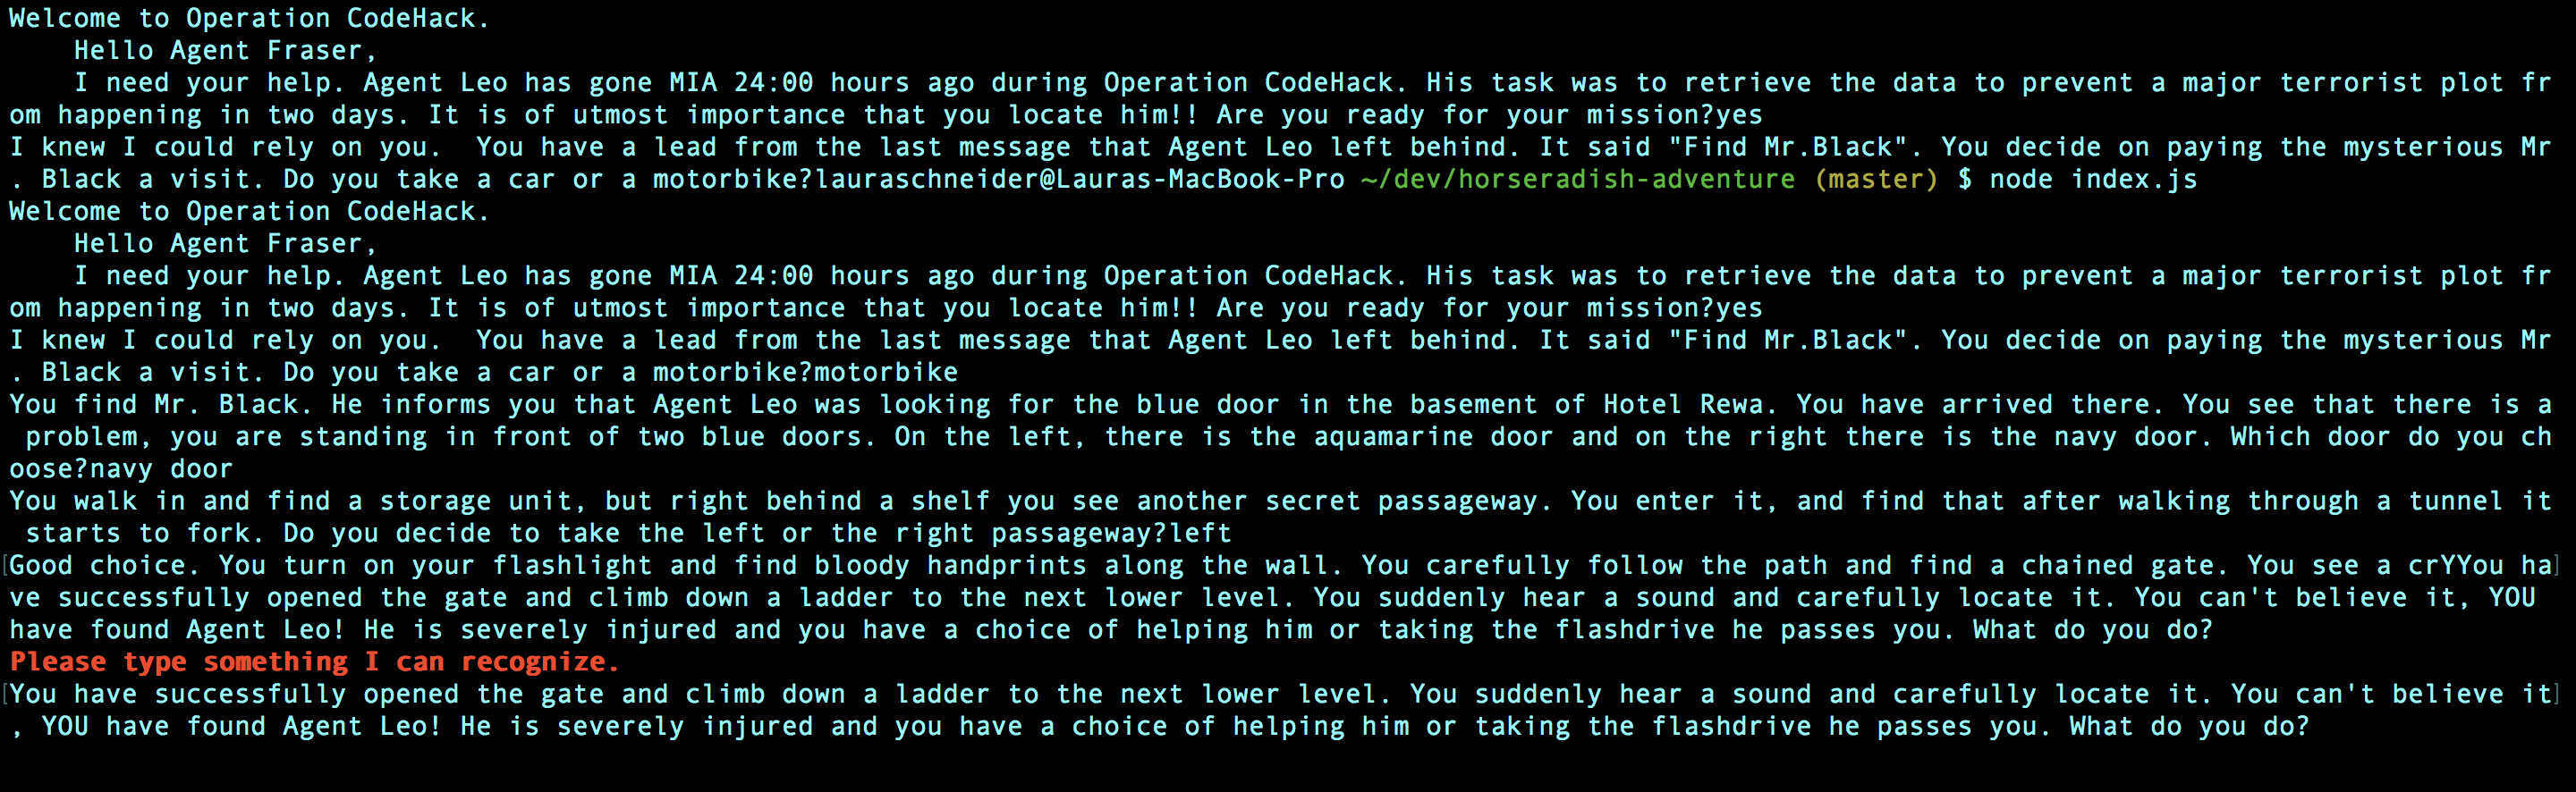 Welcome to Operation CodeHack.
    Hello Agent Fraser,
    I need your help. Agent Leo has gone MIA 24:00 hours ago during Operation CodeHack. His task was to retrieve the data to prevent a major terrorist plot fr
om happening in two days. It is of utmost importance that you locate him!! Are you ready for your mission?yes
I knew I could rely on you.  You have a lead from the last message that Agent Leo left behind. It said "Find Mr.Black". You decide on paying the mysterious Mr
. Black a visit. Do you take a car or a motorbike?lauraschneider@Lauras-MacBook-Pro ~/dev/horseradish-adventure (master) $ node index.js
Welcome to Operation CodeHack.
    Hello Agent Fraser,
    I need your help. Agent Leo has gone MIA 24:00 hours ago during Operation CodeHack. His task was to retrieve the data to prevent a major terrorist plot fr
om happening in two days. It is of utmost importance that you locate him!! Are you ready for your mission?yes
I knew I could rely on you.  You have a lead from the last message that Agent Leo left behind. It said "Find Mr.Black". You decide on paying the mysterious Mr
. Black a visit. Do you take a car or a motorbike?motorbike
You find Mr. Black. He informs you that Agent Leo was looking for the blue door in the basement of Hotel Rewa. You have arrived there. You see that there is a
 problem, you are standing in front of two blue doors. On the left, there is the aquamarine door and on the right there is the navy door. Which door do you ch
oose?navy door
You walk in and find a storage unit, but right behind a shelf you see another secret passageway. You enter it, and find that after walking through a tunnel it
 starts to fork. Do you decide to take the left or the right passageway?left
[Good choice. You turn on your flashlight and find bloody handprints along the wall. You carefully follow the path and find a chained gate. You see a crYYou ha]
ve successfully opened the gate and climb down a ladder to the next lower level. You suddenly hear a sound and carefully locate it. You can't believe it, YOU
have found Agent Leo! He is severely injured and you have a choice of helping him or taking the flashdrive he passes you. What do you do?
Please type something I can recognize.
[You have successfully opened the gate and climb down a ladder to the next lower level. You suddenly hear a sound and carefully locate it. You can't believe it]
, YOU have found Agent Leo! He is severely injured and you have a choice of helping him or taking the flashdrive he passes you. What do you do?